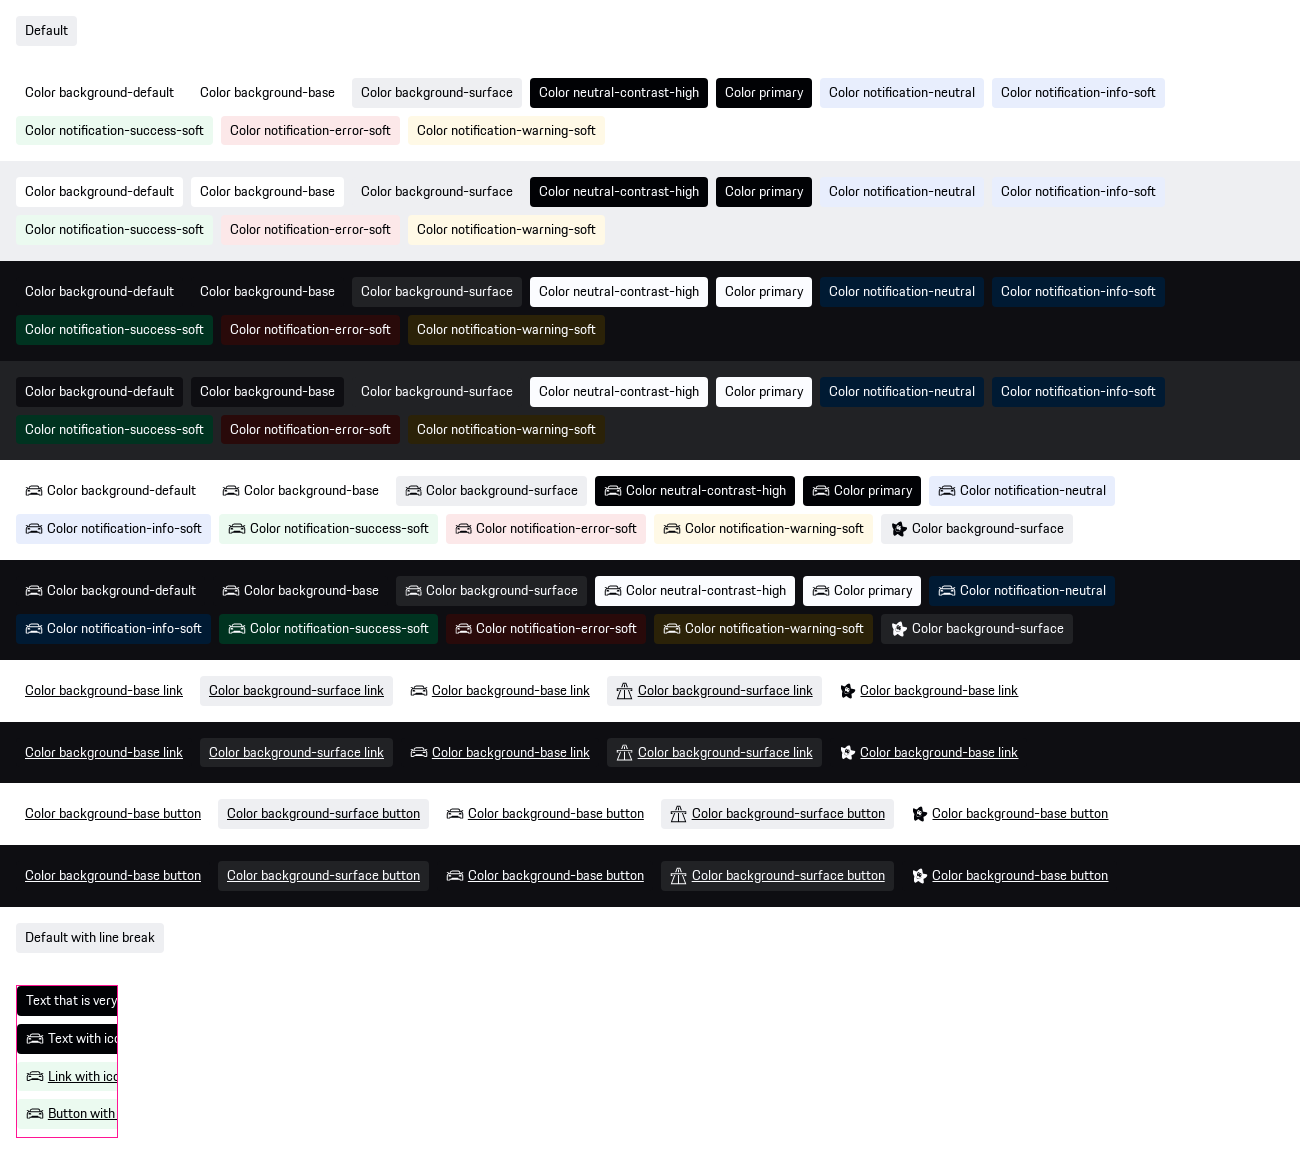 Default
Color background-default Color background-base Color background-surface Color neutral-contrast-high Color primary Color notification-neutral Color notification-info-soft
Color notification-success-soft Color notification-error-soft Color notification-warning-soft
Color background-default Color background-base Color background-surface Color neutral-contrast-high Color primary Color notification-neutral Color notification-info-soft
Color notification-success-soft Color notification-error-soft Color notification-warning-soft
Color background-default Color background-base Color background-surface Color neutral-contrast-high Color primary Color notification-neutral Color notification-info-soft
Color notification-success-soft Color notification-error-soft Color notification-warning-soft
Color background-default Color background-base Color background-surface Color neutral-contrast-high Color primary Color notification-neutral Color notification-info-soft
Color notification-success-soft Color notification-error-soft Color notification-warning-soft
Color background-default Color background-base Color background-surface Color neutral-contrast-high Color primary Color notification-neutral
Color notification-info-soft Color notification-success-soft Color notification-error-soft Color notification-warning-soft Color background-surface
Color background-default Color background-base Color background-surface Color neutral-contrast-high Color primary Color notification-neutral
Color notification-info-soft Color notification-success-soft Color notification-error-soft Color notification-warning-soft Color background-surface
Color background-base link Color background-surface link Color background-base link Color background-surface link Color background-base link
Color background-base link Color background-surface link Color background-base link Color background-surface link Color background-base link
Color background-base button Color background-surface button Color background-base button Color background-surface button Color background-base button
Color background-base button Color background-surface button Color background-base button Color background-surface button Color background-base button
Default with line break
Text that is very
Text with
Link with
Button with